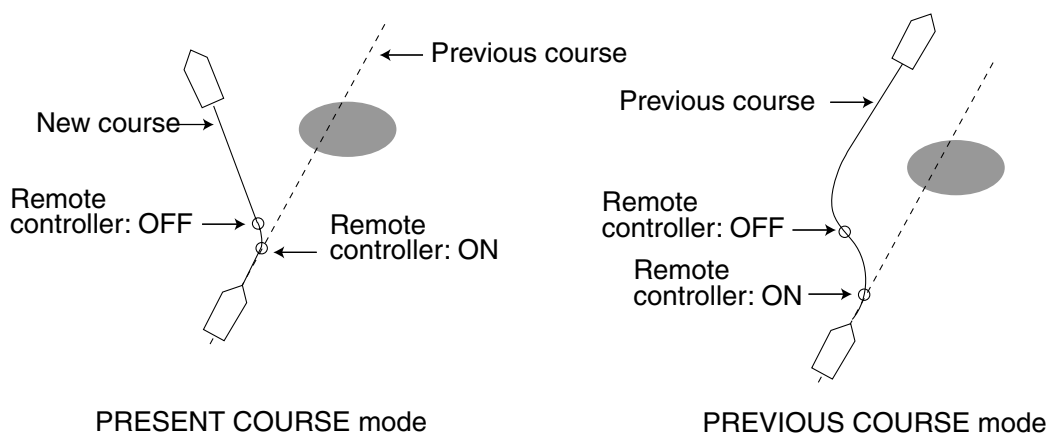 Previous course
New course
Remote
controller: OFF
Remote
controller: ON
PRESENT COURSE mode
Previous course
Remote
controller: OFF
Remote
controller: ON
PREVIOUS COURSE mode